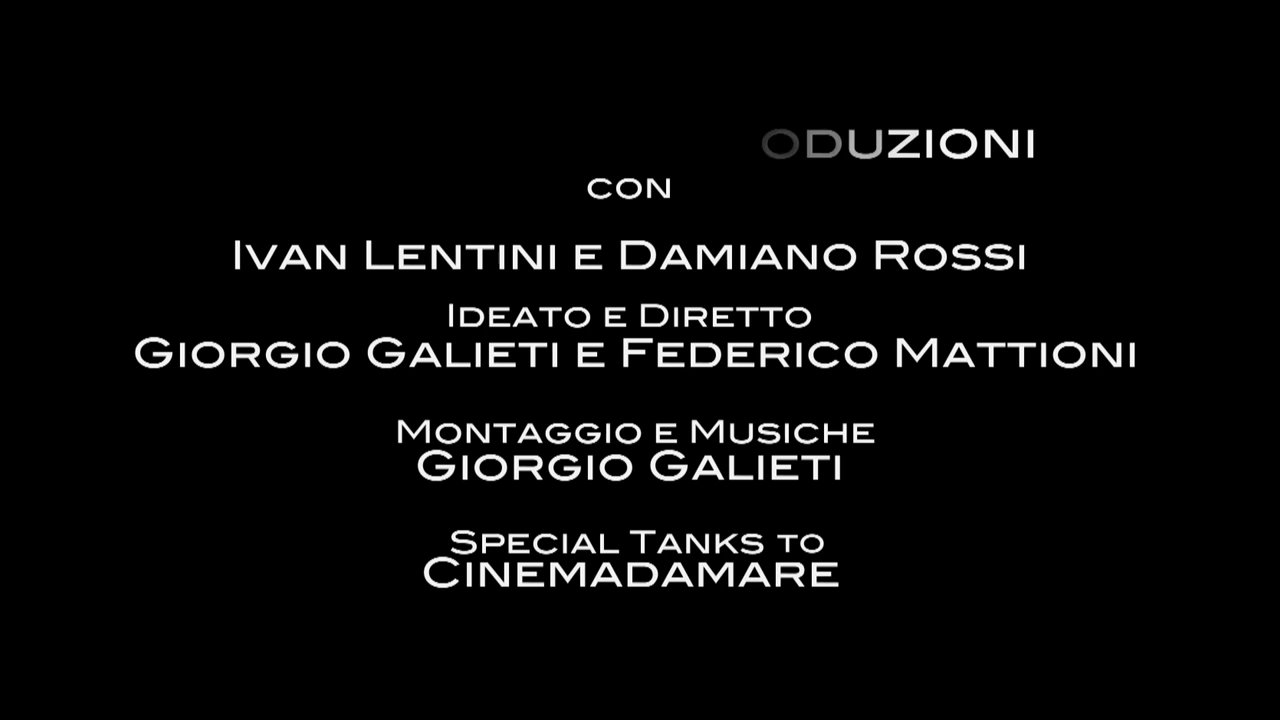 ODUZIONI
CON
IVAN LENTINI E DAMIANO ROSSI
IDEATO E DIRETTO
GIORGIO GALIETI E FEDERICO MATTIONI
MONTAGGIO E MUSICHE
GIORGIO GALIETI
SPECIAL TANKS TO
CINEMADAMARE